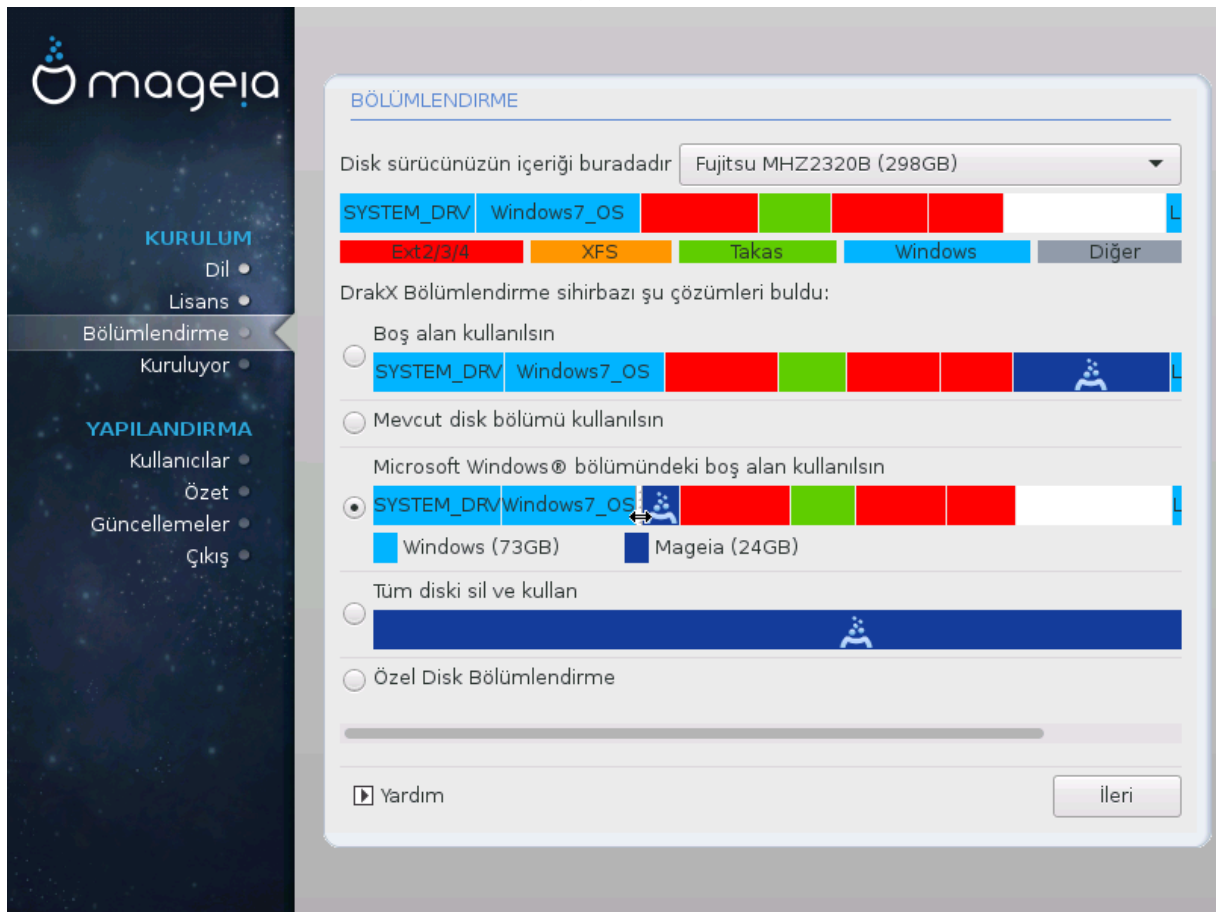 mageia
KURULUM
Dil
Lisans
Bölümlendirme
Kuruluyor
YAPILANDIRMA
Kullanıcılar
Özet
Güncellemeler
Çıkış
BÖLÜMLENDİRME
Disk sürücünüzün içeriği buradadır Fujitsu MHZ2320B (298GB)
SYSTEM_DRV Windows7_OS L
Ext2/3/4 XFS Takas Windows Diğer
DrakX Bölümlendirme sihirbazı şu çözümleri buldu:
Boş alan kullanılsın
SYSTEM_DRV Windows7_OS L
Mevcut disk bölümü kullanılsın
Microsoft Windows® bölümündeki boş alan kullanılsın
SYSTEM_DRV Windows7_OS L
Windows (73GB) Mageia (24GB)
Tüm diski sil ve kullan
Özel Disk Bölümlendirme
Yardım
İleri